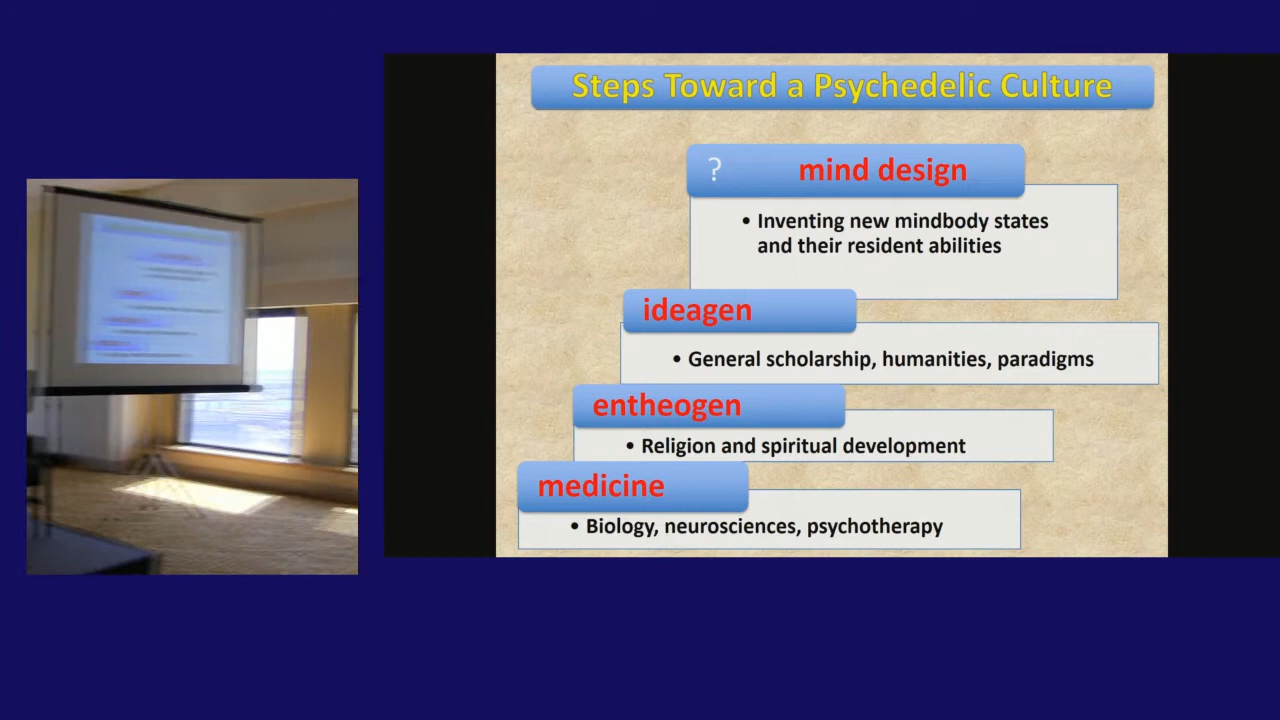 Steps Toward a Psychedelic Culture
? mind design
• Inventing new mindbody states
and their resident abilities
ideagen
• General scholarship, humanities, paradigms
entheogen
• Religion and spiritual development
medicine
• Biology, neurosciences, psychotherapy